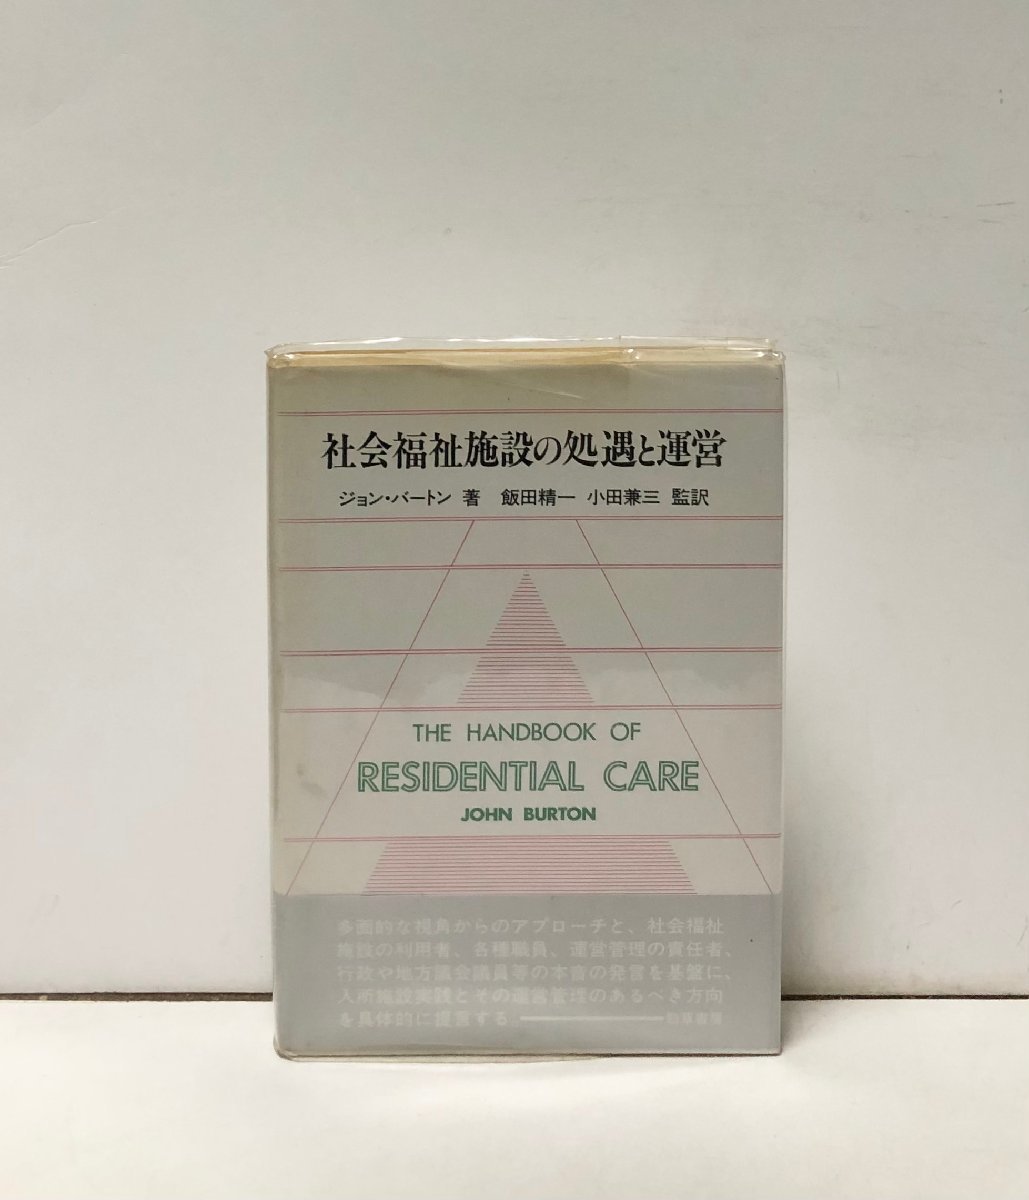 社会福祉施設の処遇と運営
ジョン・バートン 著 飯田精一 小田兼三 監訳
THE HANDBOOK OF
RESIDENTIAL CARE
JOHN BURTON
多面的な視角からのアプローチと、社会福祉
施設の利用者、各種職員、運営管理の責任者、
行政や地方議会議員等の本音の発言を基盤に、
入所施設実践とその運営管理のあるべき方向
を具体的に提言する━━━━━━勁草書房